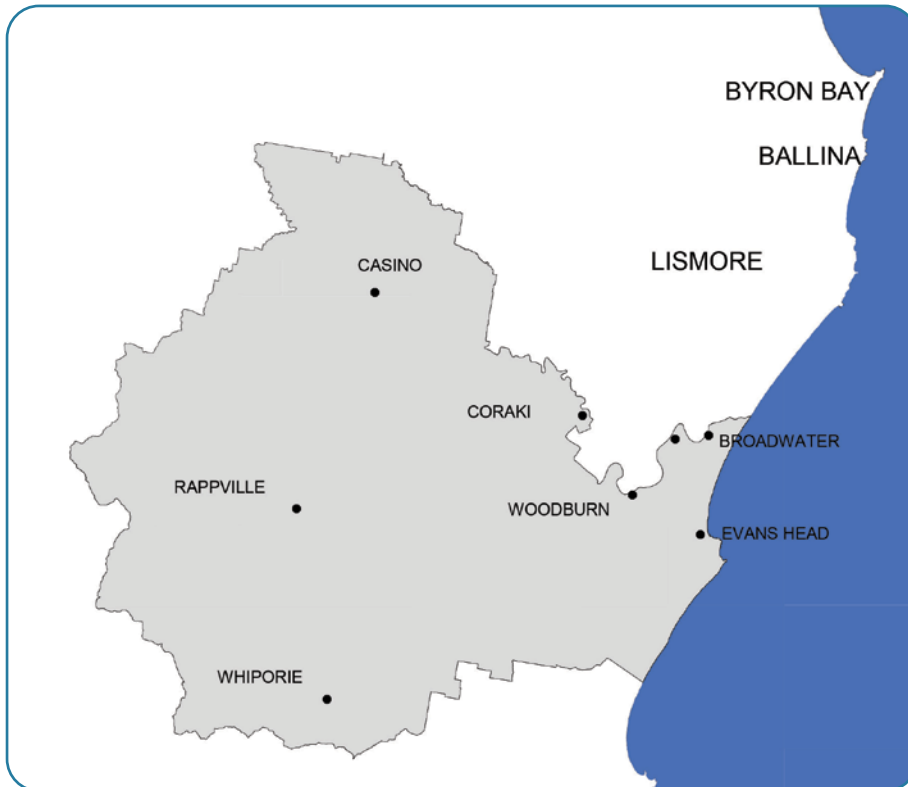 BYRON BAY
BALLINA
LISMORE
CASINO
CORAKI
BROADWATER
RAPPVILLE
WOODBURN
EVANS HEAD
WHIPORIE